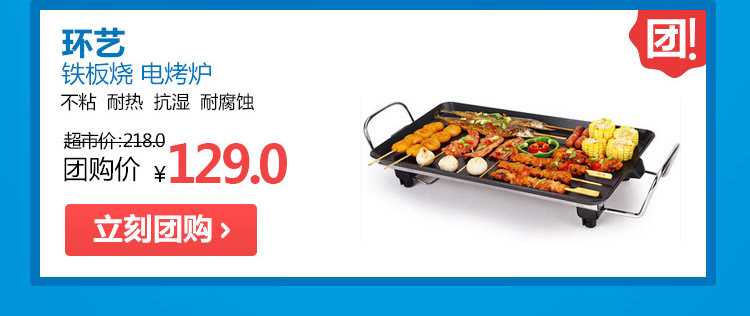 环艺
铁板烧 电烤炉
不粘 耐热 抗湿 耐腐蚀
超市价:218.0
团购价 ¥129.0
立刻团购 ›
团!